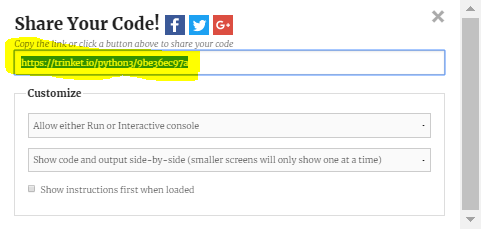 Share Your Code!
Copy the link or click a button above to share your code
https://trinket.io/python3/9be36ec97a
Customize
Allow either Run or Interactive console
Show code and output side-by-side (smaller screens will only show one at a time)
Show instructions first when loaded